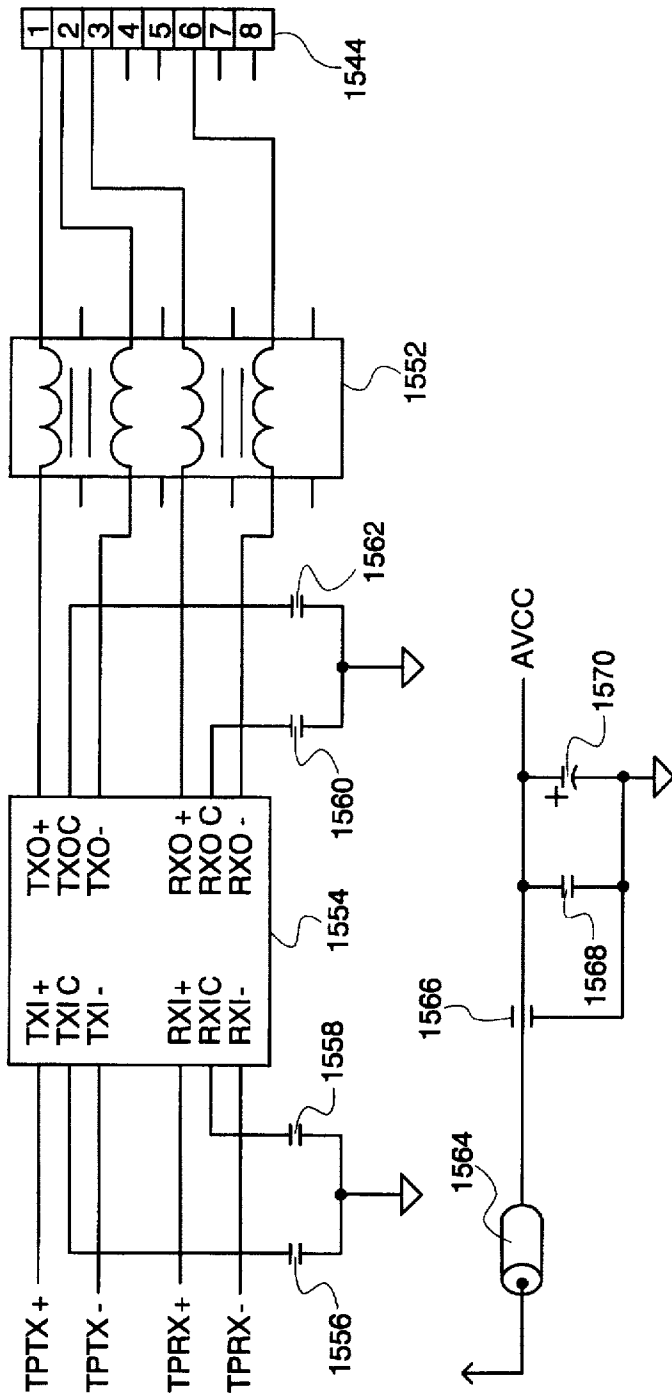 TPTX+
TPTX-
TPRX+
TPRX-
1556
1558
TXI+
TXIC
TXI-
RXI+
RXIC
RXI-
TXO+
TXOC
TXO-
RXO+
RXO C
RXO -
1554
1560
1562
1552
1
2
3
4
5
6
7
8
1544
1564
1566
1568
+
1570
AVCC